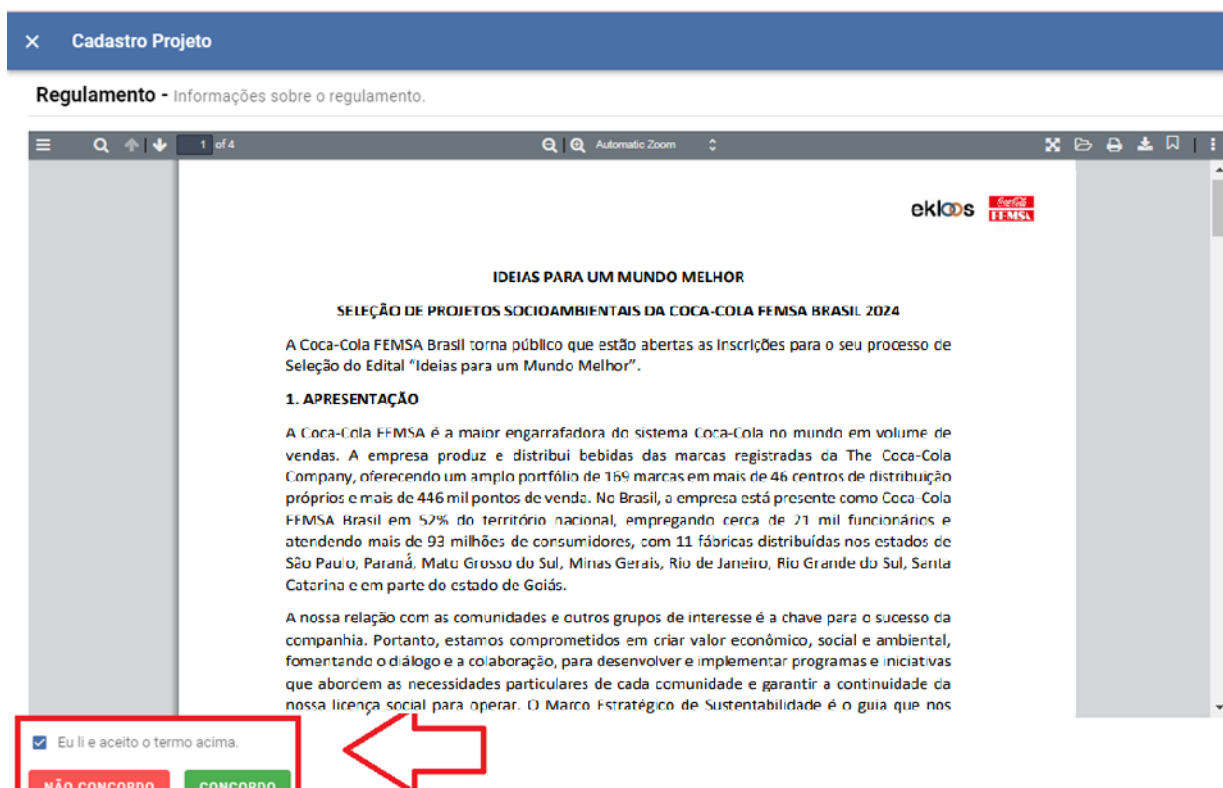 × Cadastro Projeto
Regulamento - Informações sobre o regulamento.
1 of 4 Automatic Zoom
ekloos Coca-Cola FEMSA
IDEIAS PARA UM MUNDO MELHOR
SELEÇÃO DE PROJETOS SOCIOAMBIENTAIS DA COCA-COLA FEMSA BRASIL 2024
A Coca-Cola FEMSA Brasil torna público que estão abertas as inscrições para o seu processo de
Seleção do Edital “Ideias para um Mundo Melhor”.
1. APRESENTAÇÃO
A Coca-Cola FEMSA é a maior engarrafadora do sistema Coca-Cola no mundo em volume de
vendas. A empresa produz e distribui bebidas das marcas registradas da The Coca-Cola
Company, oferecendo um amplo portfólio de 169 marcas em mais de 46 centros de distribuição
próprios e mais de 446 mil pontos de venda. No Brasil, a empresa está presente como Coca-Cola
FEMSA Brasil em 52% do território nacional, empregando cerca de 21 mil funcionários e
atendendo mais de 93 milhões de consumidores, com 11 fábricas distribuídas nos estados de
São Paulo, Paraná, Mato Grosso do Sul, Minas Gerais, Rio de Janeiro, Rio Grande do Sul, Santa
Catarina e em parte do estado de Goiás.
A nossa relação com as comunidades e outros grupos de interesse é a chave para o sucesso da
companhia. Portanto, estamos comprometidos em criar valor econômico, social e ambiental,
fomentando o diálogo e a colaboração, para desenvolver e implementar programas e iniciativas
que abordem as necessidades particulares de cada comunidade e garantir a continuidade da
nossa licença social para operar. O Marco Estratégico de Sustentabilidade é o guia que nos
Eu li e aceito o termo acima.
NÃO CONCORDO CONCORDO